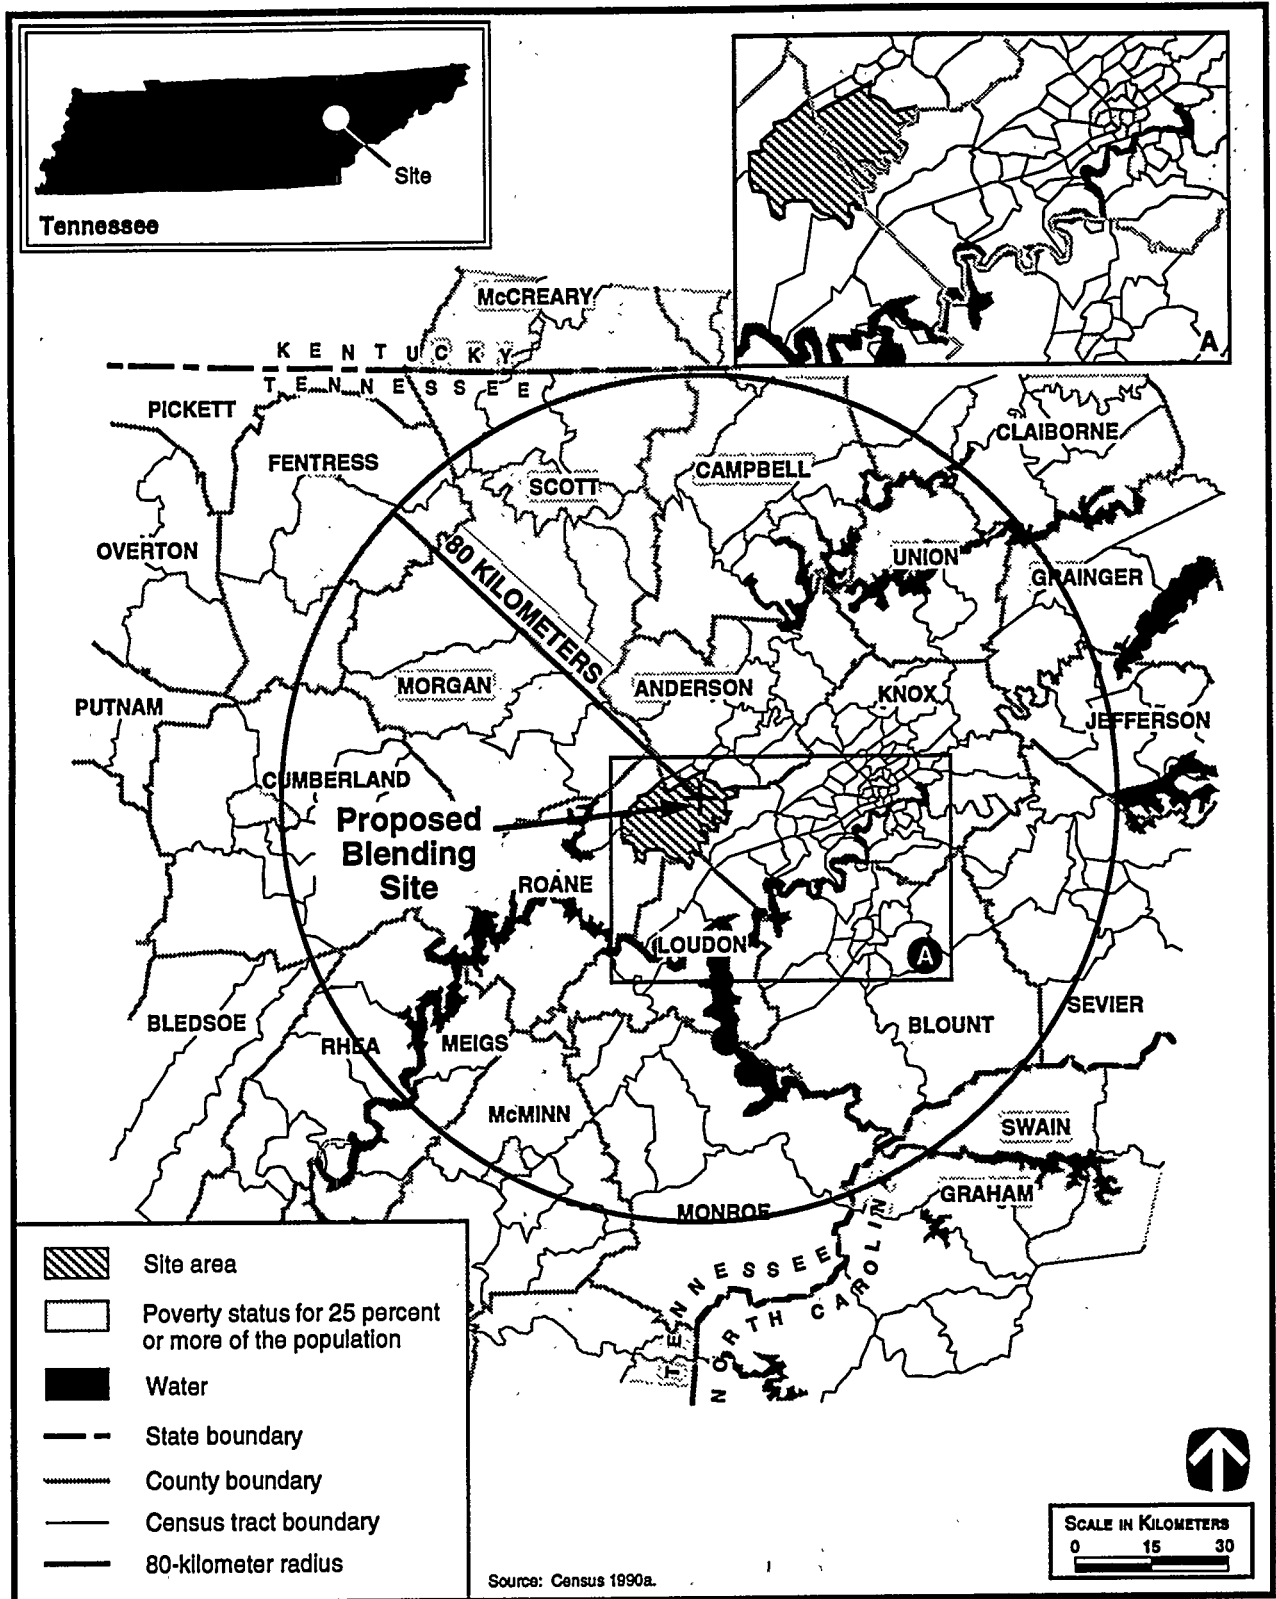 Site
Tennessee
A
McCREARY
KENTUCKY
TENNESSEE
PICKETT
CLAIBORNE
FENTRESS
CAMPBELL
SCOTT
OVERTON
80 KILOMETERS
UNION
GRAINGER
MORGAN
ANDERSON
KNOX
PUTNAM
JEFFERSON
CUMBERLAND
Proposed
Blending
Site
ROANE
LOUDON
A
SEVIER
BLEDSOE
BLOUNT
RHEA
MEIGS
McMINN
SWAIN
GRAHAM
MONROE
TENNESSEE
NORTH CAROLIN
Site area
Poverty status for 25 percent
or more of the population
Water
State boundary
County boundary
Census tract boundary
80-kilometer radius
SCALE IN KILOMETERS
0 15 30
Source: Census 1990a.